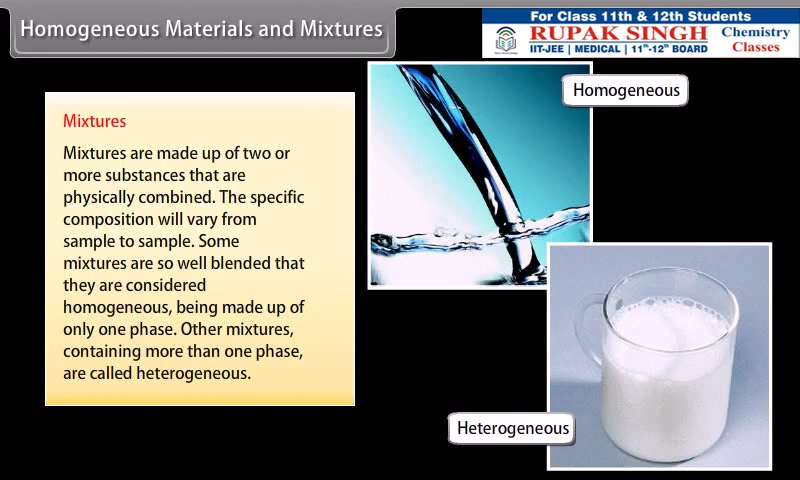 Homogeneous Materials and Mixtures
For Class 11th & 12th Students
RUPAK SINGH
IIT-JEE | MEDICAL | 11th-12th BOARD
Chemistry
Classes
Homogeneous
Mixtures
Mixtures are made up of two or
more substances that are
physically combined. The specific
composition will vary from
sample to sample. Some
mixtures are so well blended that
they are considered
homogeneous, being made up of
only one phase. Other mixtures,
containing more than one phase,
are called heterogeneous.
Heterogeneous